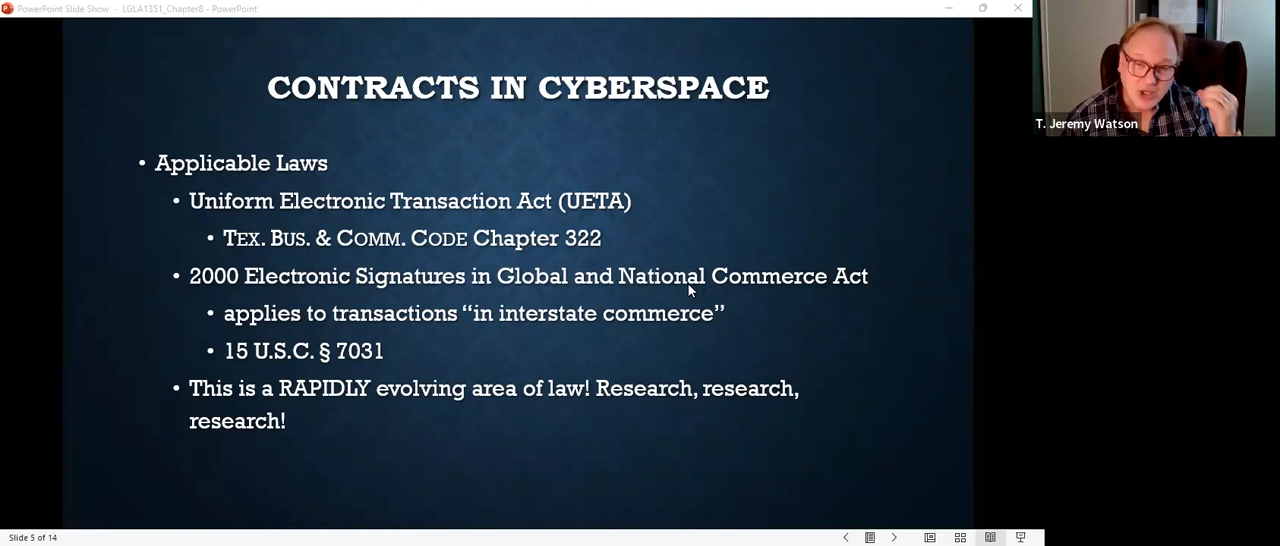 PowerPoint Slide Show - LGLA1351_Chapter8 - PowerPoint
CONTRACTS IN CYBERSPACE
• Applicable Laws
• Uniform Electronic Transaction Act (UETA)
• TEX. BUS. & COMM. CODE Chapter 322
• 2000 Electronic Signatures in Global and National Commerce Act
• applies to transactions “in interstate commerce”
• 15 U.S.C. § 7031
• This is a RAPIDLY evolving area of law! Research, research,
research!
T. Jeremy Watson
Slide 5 of 14